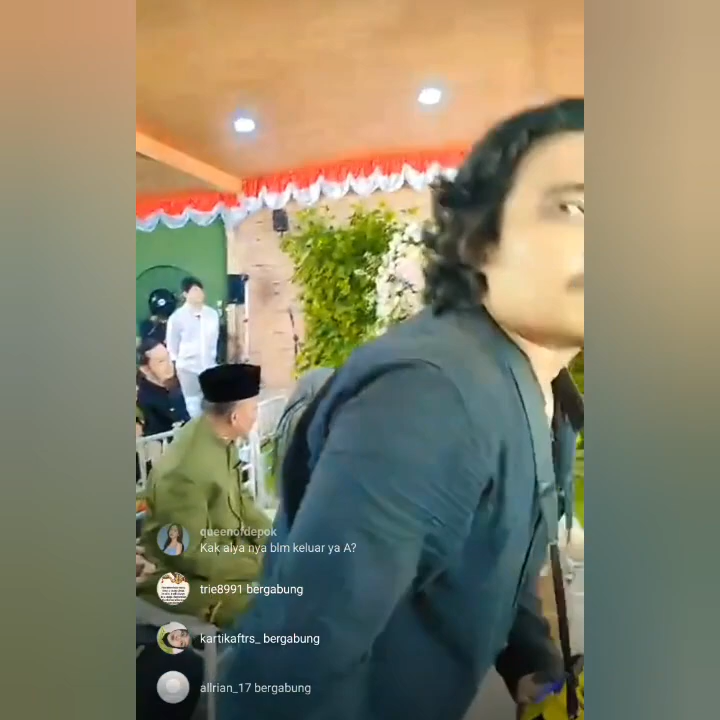 queenofdepok
Kak alya nya blm keluar ya A?
trie8991 bergabung
kartikaftrs_ bergabung
allrian_17 bergabung